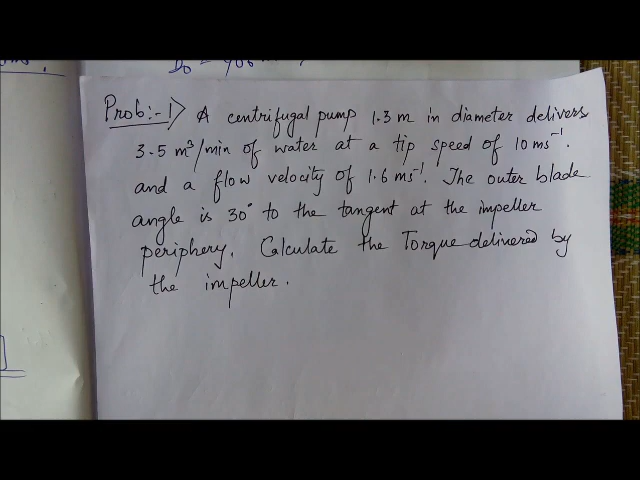 Prob:-1> A centrifugal pump 1.3 m in diameter delivers
3.5 m³/min of water at a tip speed of 10 ms⁻¹.
and a flow velocity of 1.6 ms⁻¹. The outer blade
angle is 30° to the tangent at the impeller
periphery. Calculate the Torque delivered by
the impeller.